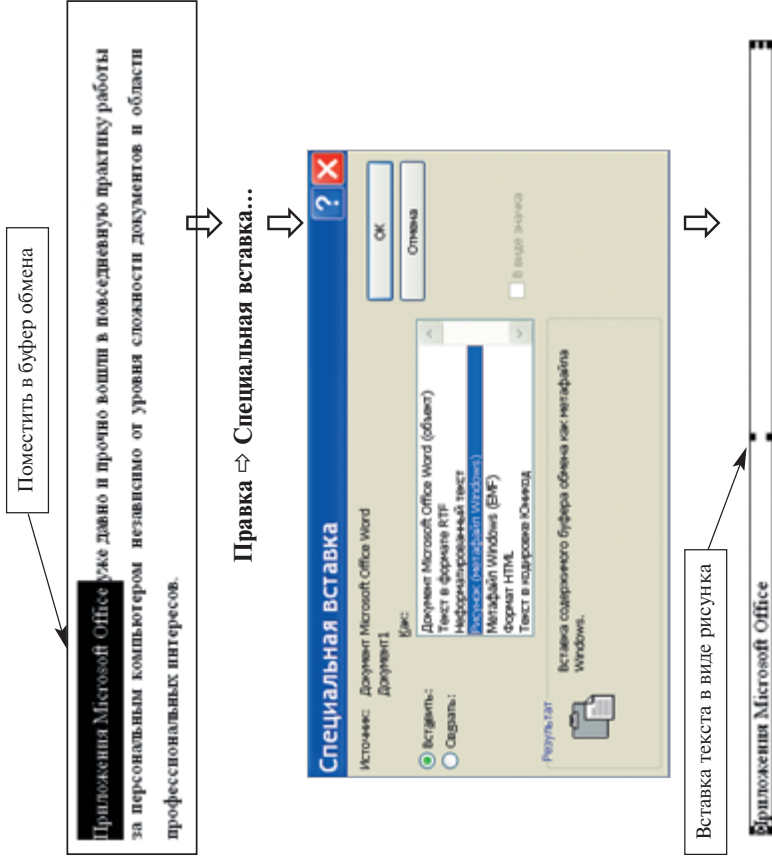 Поместить в буфер обмена
Приложения Microsoft Office уже давно и прочно вошли в повседневную практику работы
за персональным компьютером независимо от уровня сложности документов и области
профессиональных интересов.
Правка ⇨ Специальная вставка...
Специальная вставка
Источник: Документ Microsoft Office Word
Документ1
Как:
Вставить:
Связать:
Документ Microsoft Office Word (объект)
Текст в формате RTF
Неформатированный текст
Рисунок (метафайл Windows)
Метафайл Windows (EMF)
Формат HTML
Текст в кодировке Юникод
ОК
Отмена
В виде значка
Результат
Вставка содержимого буфера обмена как метафайла
Windows.
Вставка текста в виде рисунка
Приложения Microsoft Office